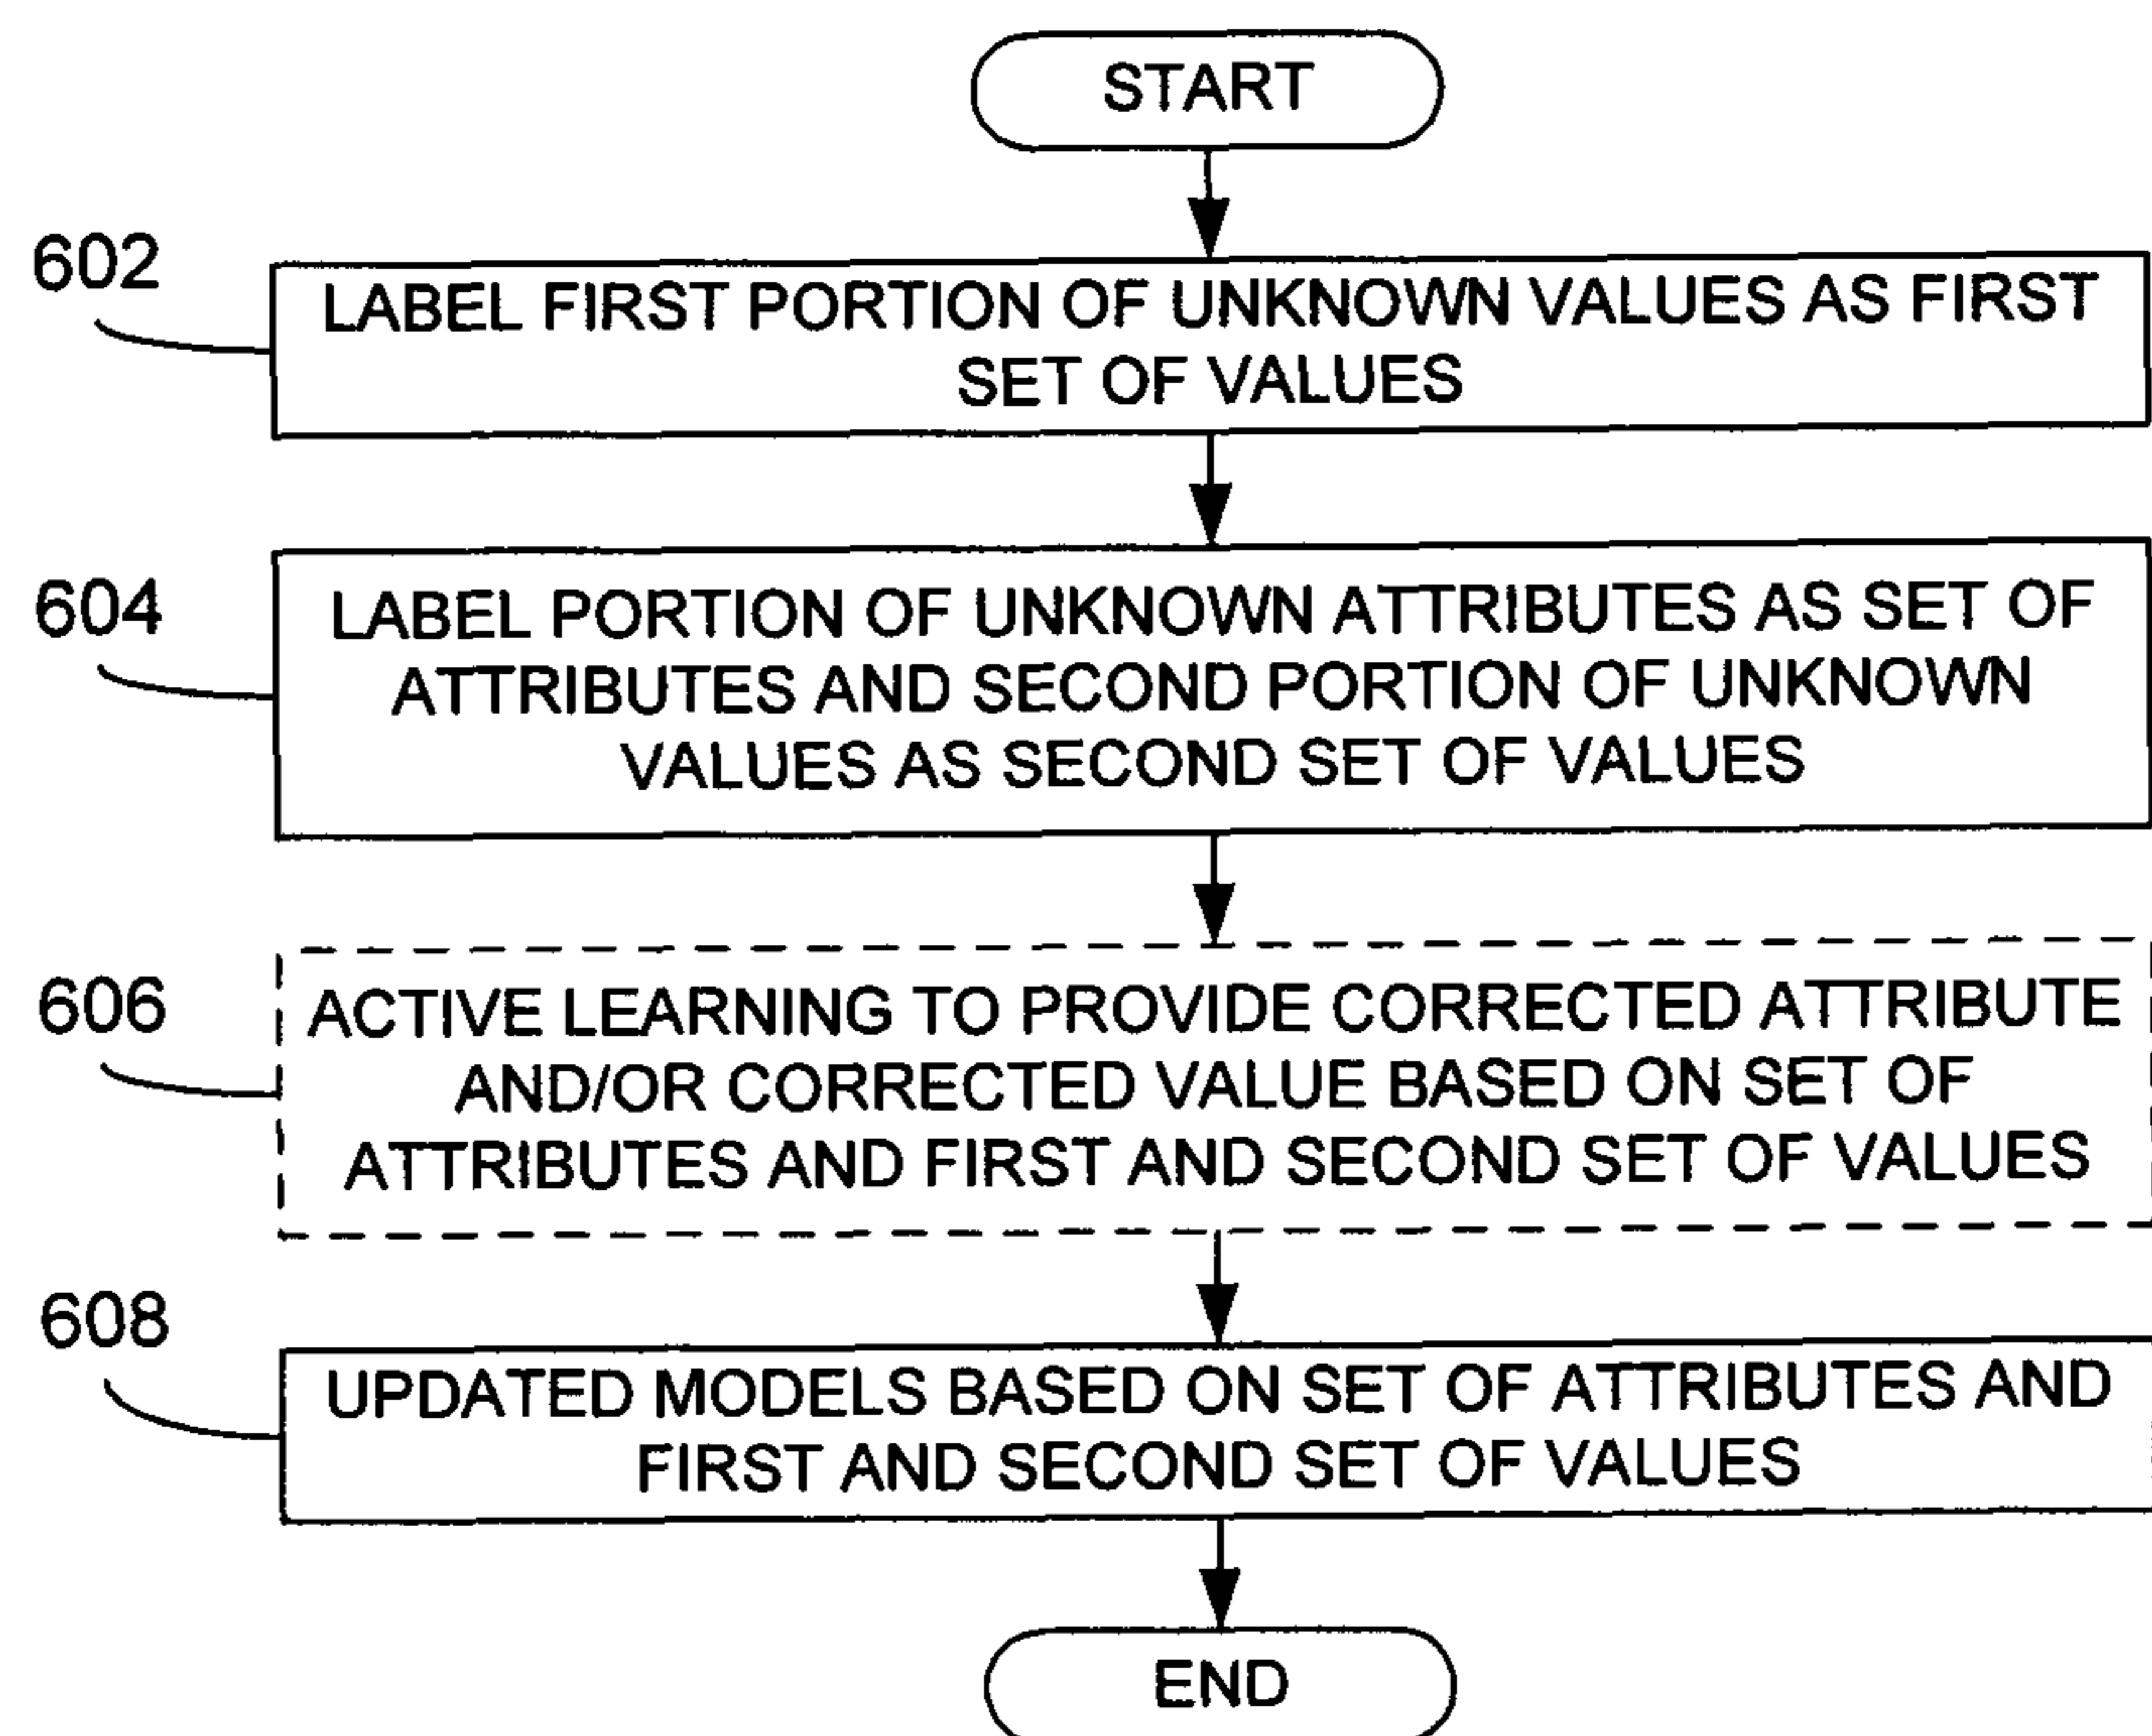 START
602
LABEL FIRST PORTION OF UNKNOWN VALUES AS FIRST
SET OF VALUES
604
LABEL PORTION OF UNKNOWN ATTRIBUTES AS SET OF
ATTRIBUTES AND SECOND PORTION OF UNKNOWN
VALUES AS SECOND SET OF VALUES
606
ACTIVE LEARNING TO PROVIDE CORRECTED ATTRIBUTE
AND/OR CORRECTED VALUE BASED ON SET OF
ATTRIBUTES AND FIRST AND SECOND SET OF VALUES
608
UPDATED MODELS BASED ON SET OF ATTRIBUTES AND
FIRST AND SECOND SET OF VALUES
END